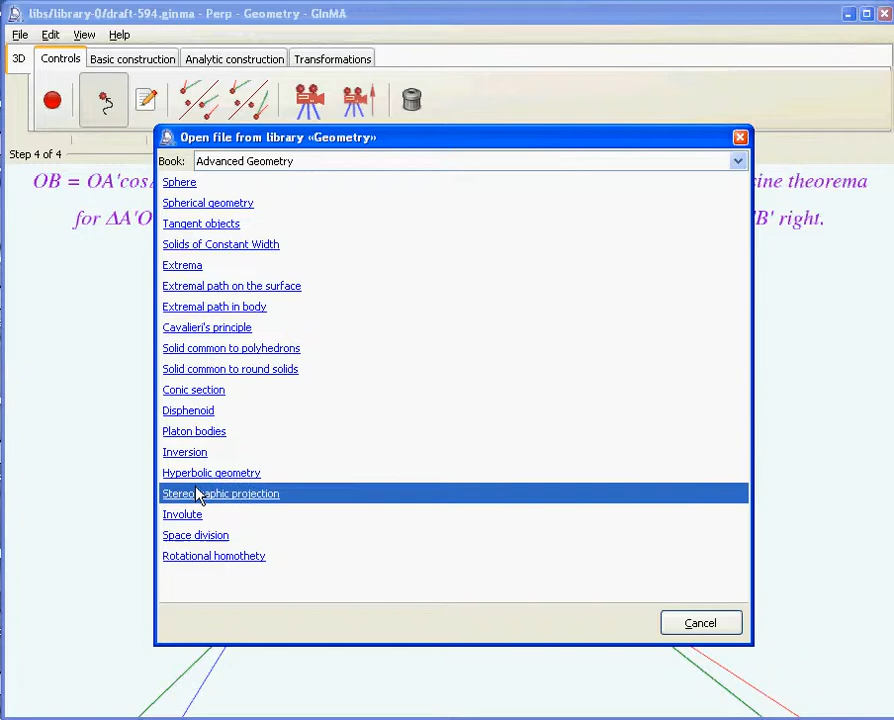 libs/library-0/draft-594.ginma - Perp - Geometry - GInMA
File Edit View Help
3D Controls Basic construction Analytic construction Transformations
Step 4 of 4
OB = OA'cos sine theorema
for ΔA'O 'B' right.
Open file from library «Geometry»
Book: Advanced Geometry
Sphere
Spherical geometry
Tangent objects
Solids of Constant Width
Extrema
Extremal path on the surface
Extremal path in body
Cavalieri's principle
Solid common to polyhedrons
Solid common to round solids
Conic section
Disphenoid
Platon bodies
Inversion
Hyperbolic geometry
Stereographic projection
Involute
Space division
Rotational homothety
Cancel